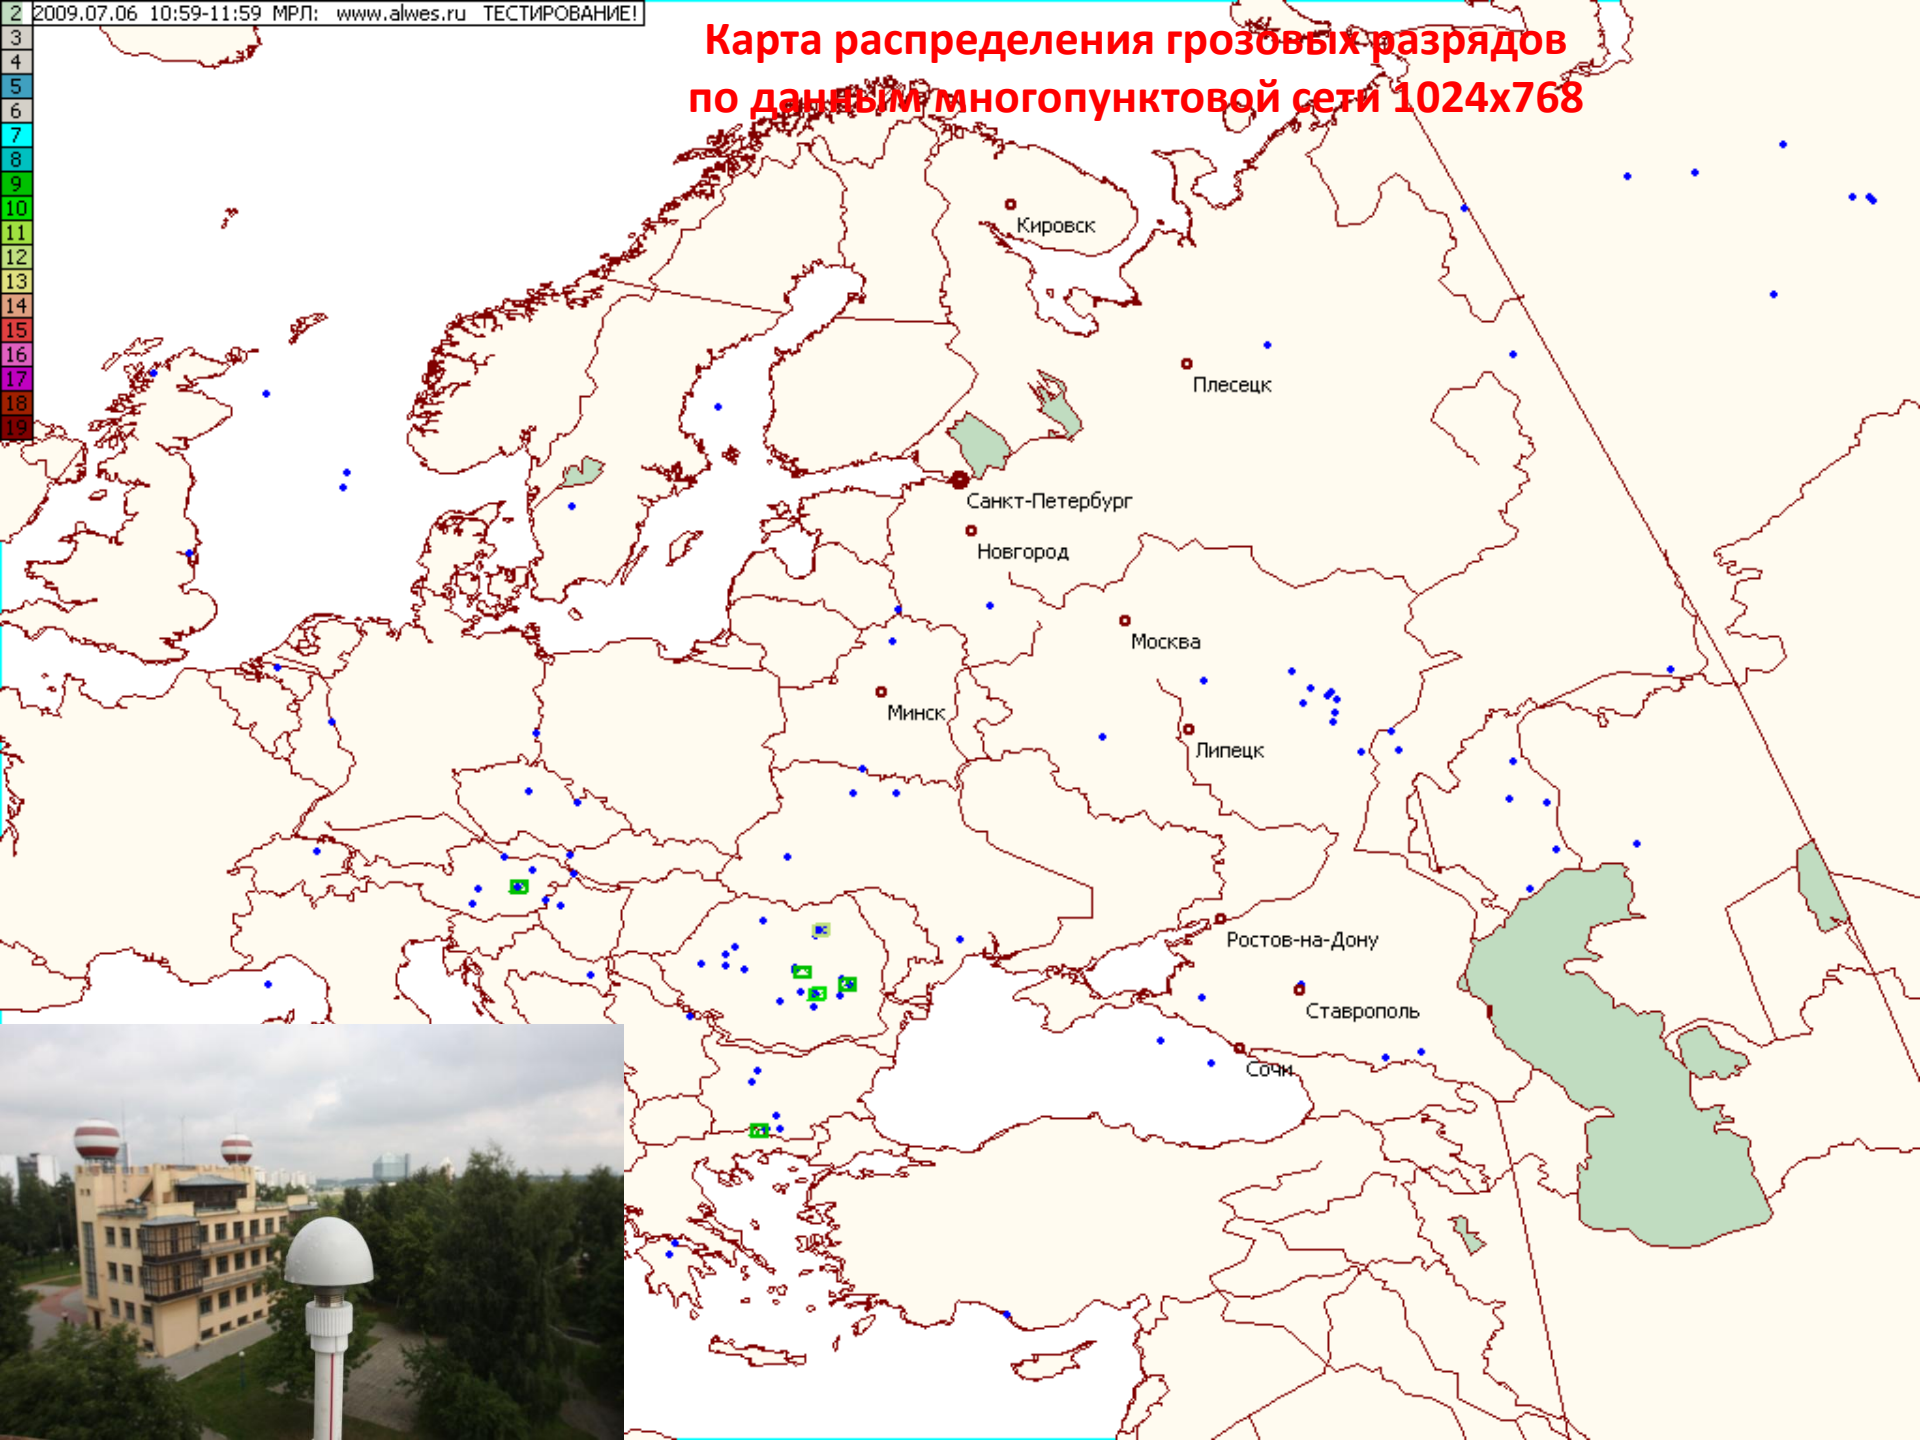 2009.07.06 10:59-11:59 МРЛ: www.alwes.ru ТЕСТИРОВАНИЕ!
Карта распределения грозовых разрядов
по данным многопунктовой сети 1024x768
2
3
4
5
6
7
8
9
10
11
12
13
14
15
16
17
18
19
Кировск
Плесецк
Санкт-Петербург
Новгород
Москва
Минск
Липецк
Ростов-на-Дону
Ставрополь
Сочи